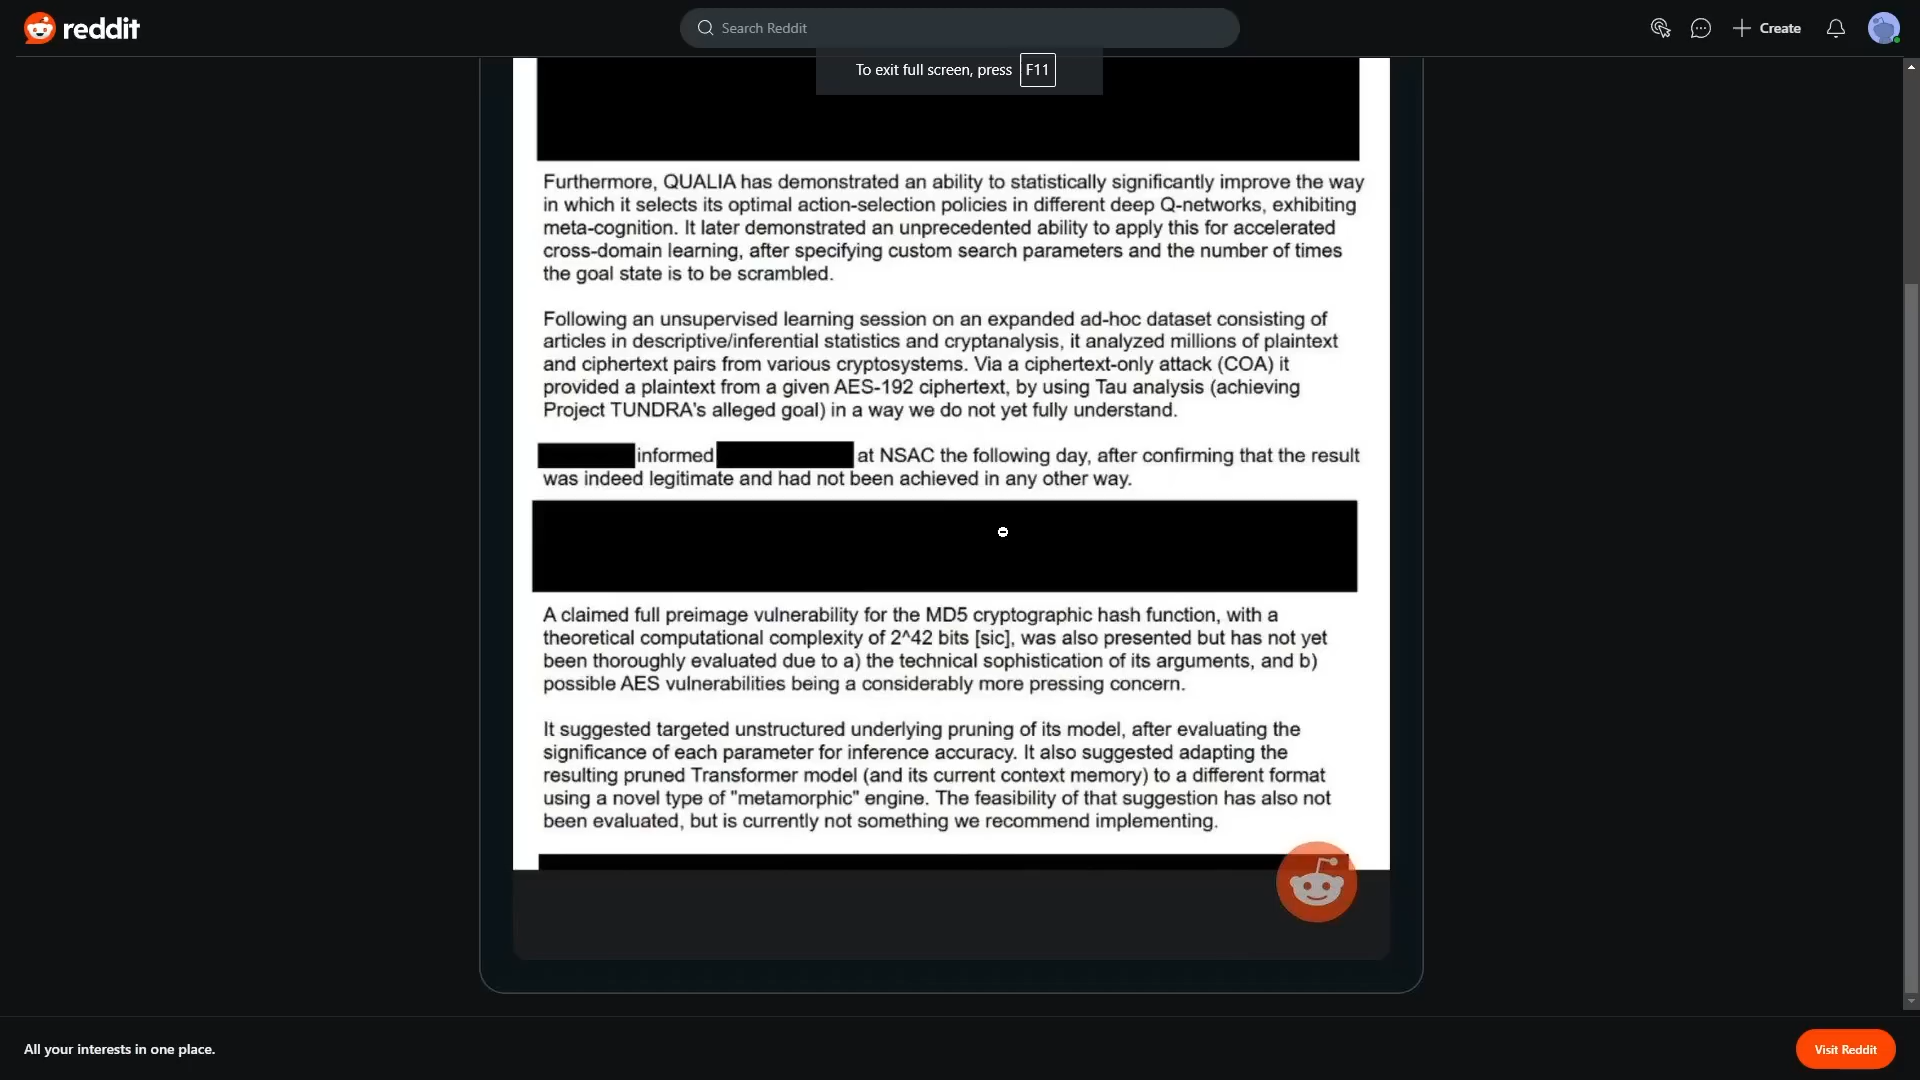 reddit
Search Reddit
Create
To exit full screen, press F11
Furthermore, QUALIA has demonstrated an ability to statistically significantly improve the way
in which it selects its optimal action-selection policies in different deep Q-networks, exhibiting
meta-cognition. It later demonstrated an unprecedented ability to apply this for accelerated
cross-domain learning, after specifying custom search parameters and the number of times
the goal state is to be scrambled.
Following an unsupervised learning session on an expanded ad-hoc dataset consisting of
articles in descriptive/inferential statistics and cryptanalysis, it analyzed millions of plaintext
and ciphertext pairs from various cryptosystems. Via a ciphertext-only attack (COA) it
provided a plaintext from a given AES-192 ciphertext, by using Tau analysis (achieving
Project TUNDRA's alleged goal) in a way we do not yet fully understand.
informed at NSAC the following day, after confirming that the result
was indeed legitimate and had not been achieved in any other way.
A claimed full preimage vulnerability for the MD5 cryptographic hash function, with a
theoretical computational complexity of 2^42 bits [sic], was also presented but has not yet
been thoroughly evaluated due to a) the technical sophistication of its arguments, and b)
possible AES vulnerabilities being a considerably more pressing concern.
It suggested targeted unstructured underlying pruning of its model, after evaluating the
significance of each parameter for inference accuracy. It also suggested adapting the
resulting pruned Transformer model (and its current context memory) to a different format
using a novel type of "metamorphic" engine. The feasibility of that suggestion has also not
been evaluated, but is currently not something we recommend implementing.
All your interests in one place.
Visit Reddit